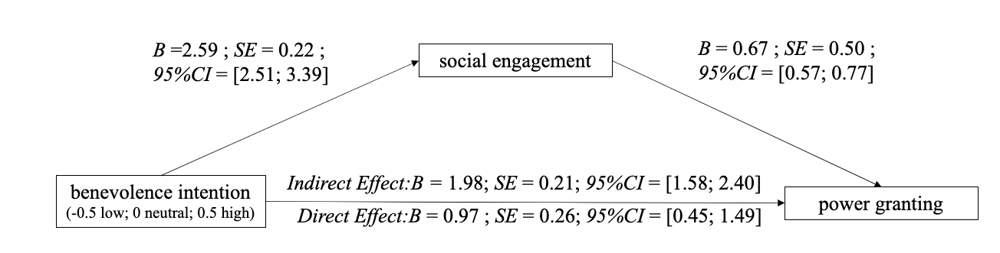 B =2.59 ; SE = 0.22 ;
95%CI = [2.51; 3.39]
social engagement
B = 0.67 ; SE = 0.50 ;
95%CI = [0.57; 0.77]
benevolence intention
(-0.5 low; 0 neutral; 0.5 high)
Indirect Effect:B = 1.98; SE = 0.21; 95%CI = [1.58; 2.40]
Direct Effect:B = 0.97 ; SE = 0.26; 95%CI = [0.45; 1.49]
power granting